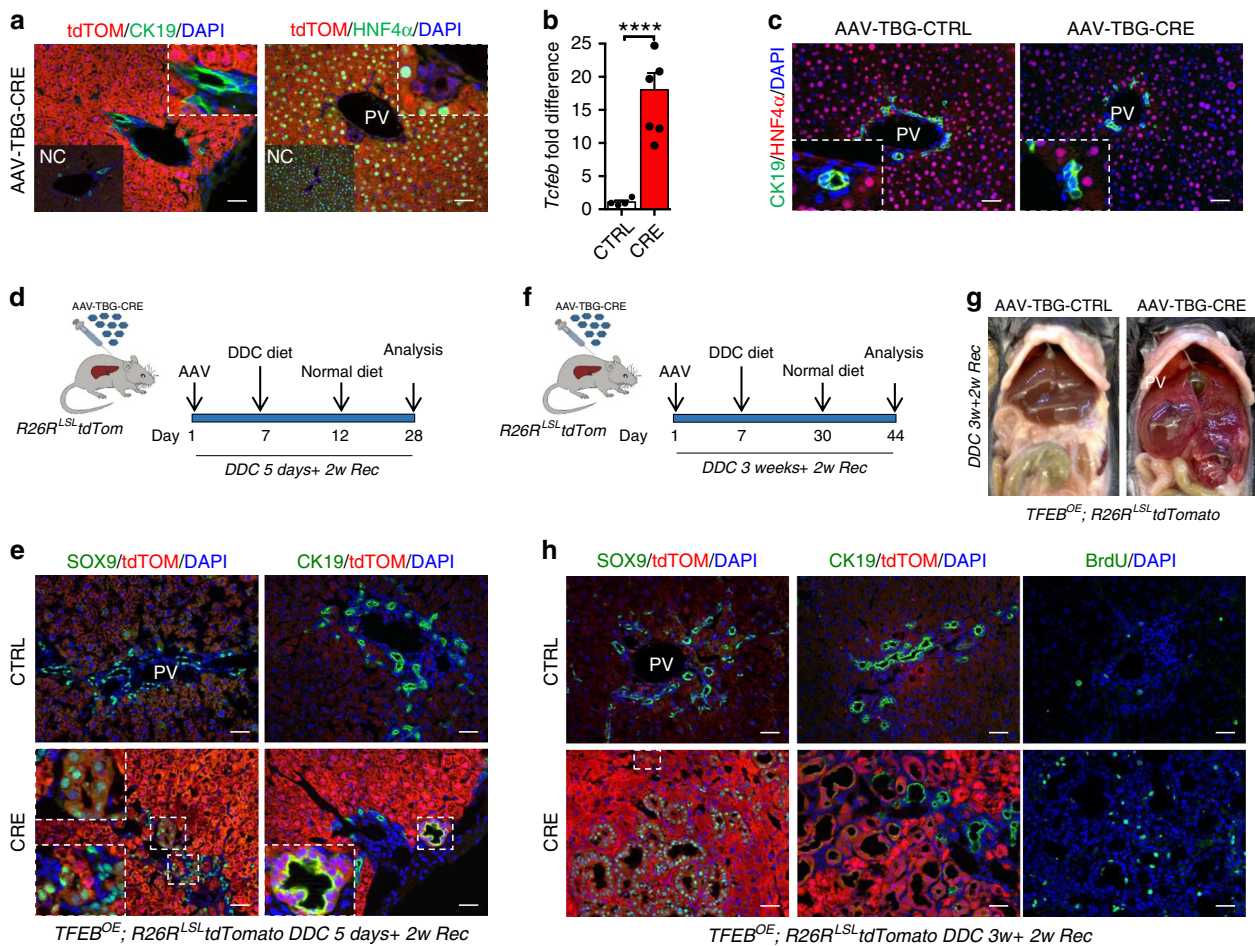 a
tdTOM/CK19/DAPI
tdTOM/HNF4α/DAPI
AAV-TBG-CRE
NC
PV
NC
b
****
Tcfeb fold difference
25
20
15
10
5
0
CTRL
CRE
c
AAV-TBG-CTRL
AAV-TBG-CRE
CK19/HNF4α/DAPI
PV
PV
d
AAV-TBG-CRE
R26R^LSL tdTom
AAV
DDC diet
Normal diet
Analysis
Day
1
7
12
28
DDC 5 days+ 2w Rec
f
AAV-TBG-CRE
R26R^LSL tdTom
AAV
DDC diet
Normal diet
Analysis
Day
1
7
30
44
DDC 3 weeks+ 2w Rec
g
AAV-TBG-CTRL
AAV-TBG-CRE
DDC 3w+2w Rec
PV
TFEB^OE; R26R^LSL tdTomato
e
SOX9/tdTOM/DAPI
CK19/tdTOM/DAPI
CTRL
PV
CRE
TFEB^OE; R26R^LSL tdTomato DDC 5 days+ 2w Rec
h
SOX9/tdTOM/DAPI
CK19/tdTOM/DAPI
BrdU/DAPI
CTRL
PV
CRE
TFEB^OE; R26R^LSL tdTomato DDC 3w+ 2w Rec